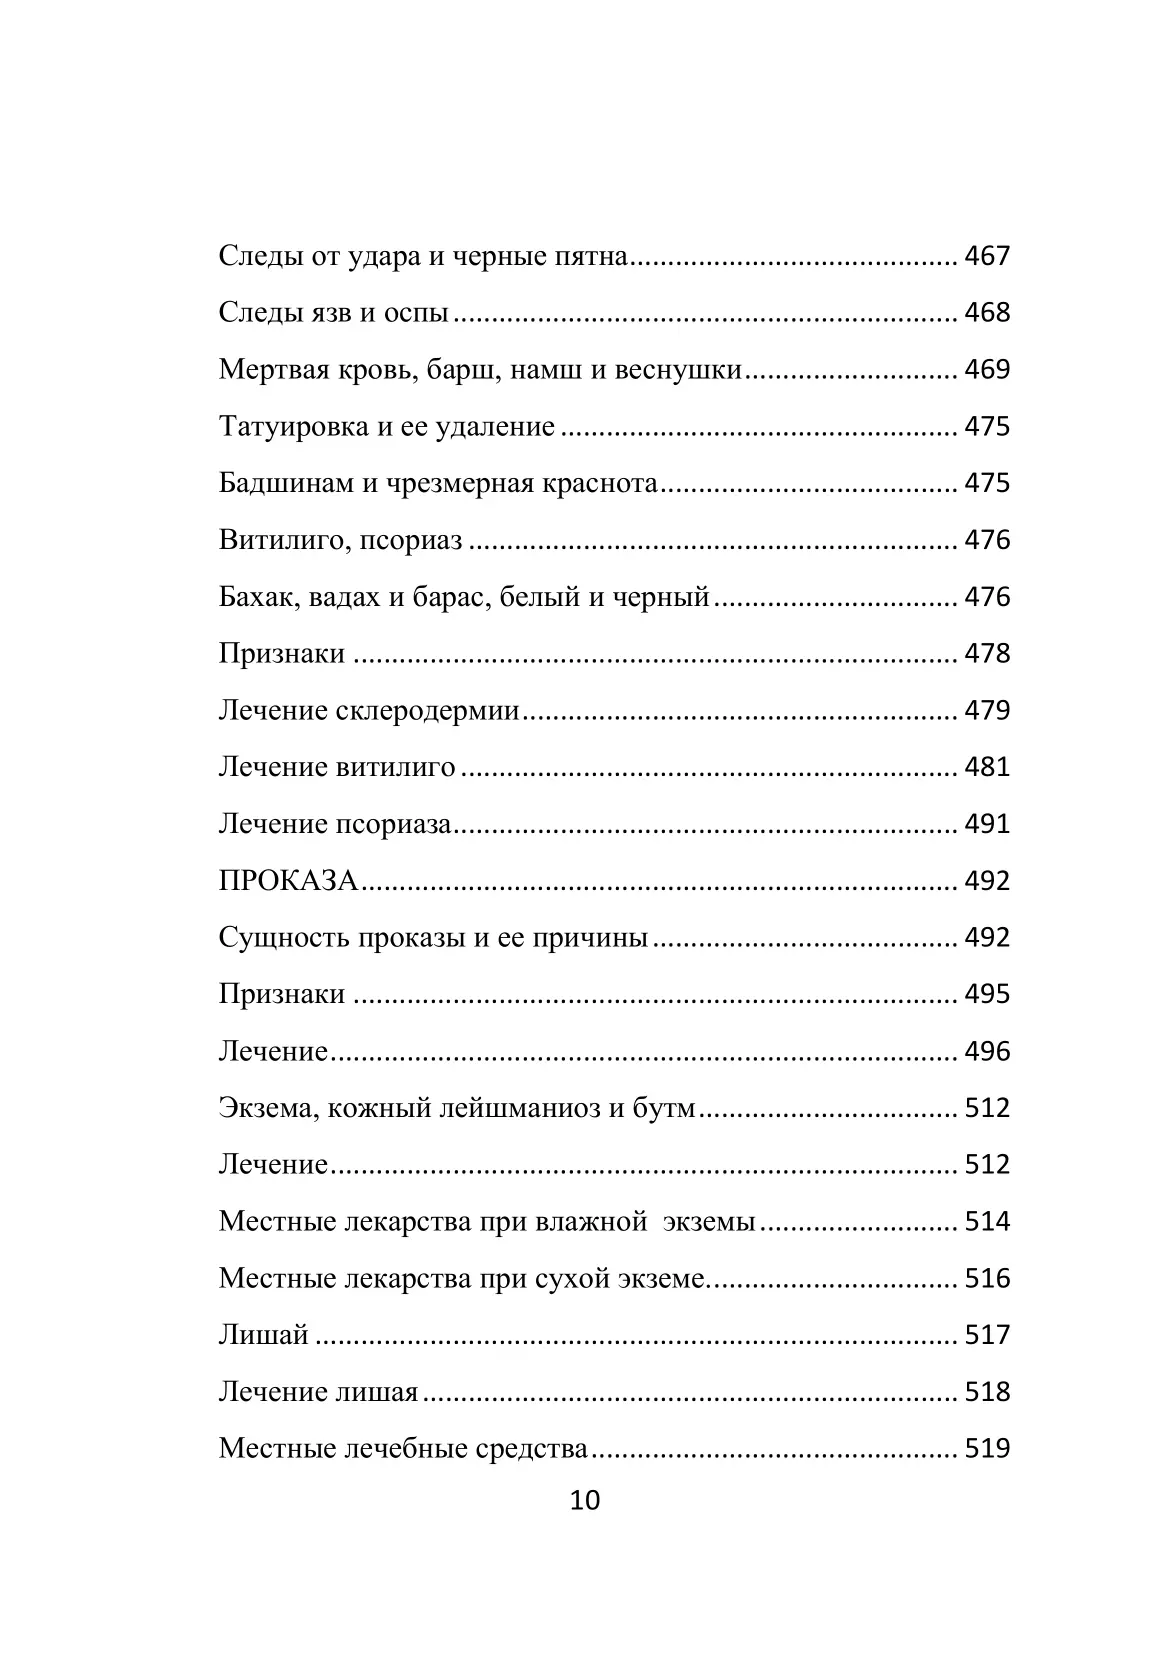 Следы от удара и черные пятна........................................... 467
Следы язв и оспы.................................................................. 468
Мертвая кровь, барш, намш и веснушки............................ 469
Татуировка и ее удаление.................................................... 475
Бадшинам и чрезмерная краснота....................................... 475
Витилиго, псориаз................................................................ 476
Бахак, вадах и барас, белый и черный................................ 476
Признаки............................................................................... 478
Лечение склеродермии......................................................... 479
Лечение витилиго................................................................. 481
Лечение псориаза.................................................................. 491
ПРОКАЗА.............................................................................. 492
Сущность проказы и ее причины........................................ 492
Признаки............................................................................... 495
Лечение.................................................................................. 496
Экзема, кожный лейшманиоз и бутм.................................. 512
Лечение.................................................................................. 512
Местные лекарства при влажной  экземы.......................... 514
Местные лекарства при сухой экземе................................. 516
Лишай.................................................................................... 517
Лечение лишая...................................................................... 518
Местные лечебные средства................................................ 519
10